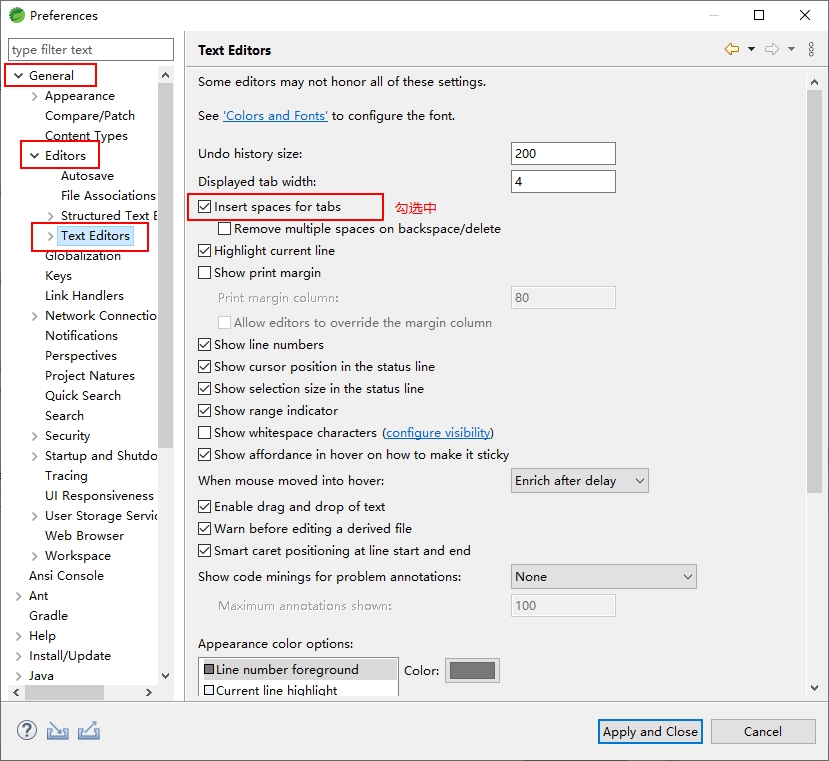 Preferences
type filter text
General
Appearance
Compare/Patch
Content Types
Editors
Autosave
File Associations
Structured Text E
Text Editors
Globalization
Keys
Link Handlers
Network Connectio
Notifications
Perspectives
Project Natures
Quick Search
Search
Security
Startup and Shutdo
Tracing
UI Responsiveness
User Storage Servic
Web Browser
Workspace
Ansi Console
Ant
Gradle
Help
Install/Update
Java
Text Editors
Some editors may not honor all of these settings.
See 'Colors and Fonts' to configure the font.
Undo history size: 200
Displayed tab width: 4
Insert spaces for tabs 勾选中
Remove multiple spaces on backspace/delete
Highlight current line
Show print margin
Print margin column: 80
Allow editors to override the margin column
Show line numbers
Show cursor position in the status line
Show selection size in the status line
Show range indicator
Show whitespace characters (configure visibility)
Show affordance in hover on how to make it sticky
When mouse moved into hover: Enrich after delay
Enable drag and drop of text
Warn before editing a derived file
Smart caret positioning at line start and end
Show code minings for problem annotations: None
Maximum annotations shown: 100
Appearance color options:
Line number foreground Color:
Current line highlight
? Apply and Close Cancel